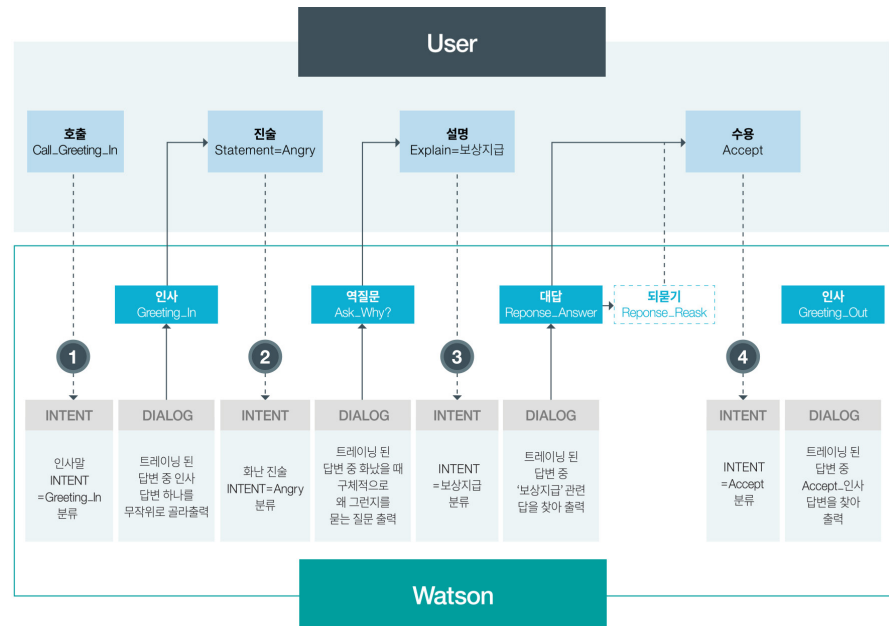 User
호출
Call_Greeting_In
진술
Statement=Angry
설명
Explain=보상지급
수용
Accept
인사
Greeting_In
역질문
Ask_Why?
대답
Reponse_Answer
되묻기
Reponse_Reask
인사
Greeting_Out
1
2
3
4
INTENT
인사말
INTENT
=Greeting_In
분류
DIALOG
트레이닝 된
답변 중 인사
답변 하나를
무작위로 골라출력
INTENT
화난 진술
INTENT=Angry
분류
DIALOG
트레이닝 된
답변 중 화났을 때
구체적으로
왜 그런지를
묻는 질문 출력
INTENT
INTENT
=보상지급
분류
DIALOG
트레이닝 된
답변 중
‘보상지급’ 관련
답을 찾아 출력
INTENT
INTENT
=Accept
분류
DIALOG
트레이닝 된
답변 중
Accept_인사
답변을 찾아
출력
Watson